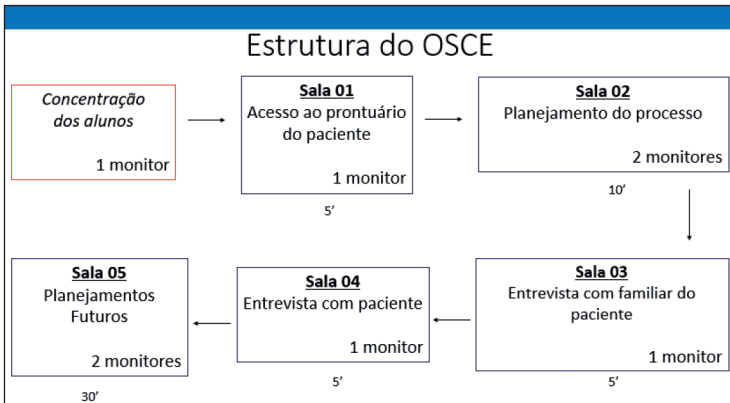 Estrutura do OSCE
Concentração
dos alunos
1 monitor
Sala 01
Acesso ao prontuário
do paciente
1 monitor
5’
Sala 02
Planejamento do processo
2 monitores
10’
Sala 03
Entrevista com familiar do
paciente
1 monitor
5’
Sala 04
Entrevista com paciente
1 monitor
5’
Sala 05
Planejamentos
Futuros
2 monitores
30’